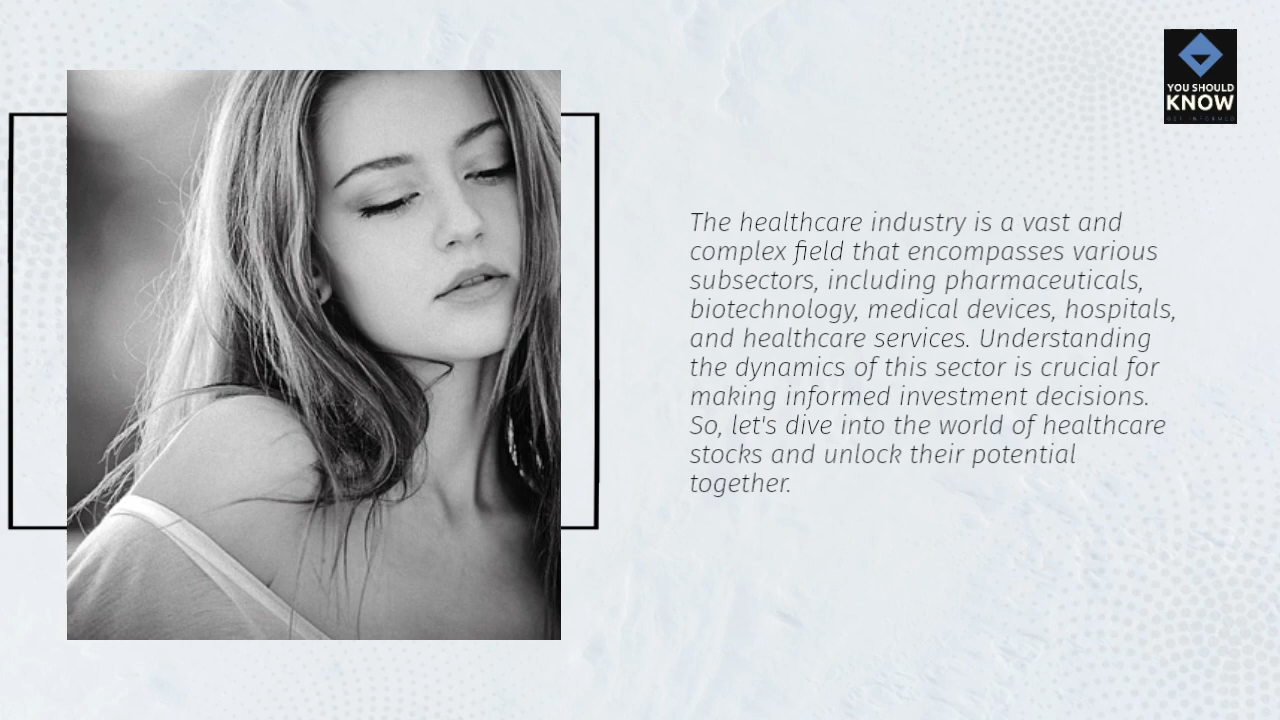 YOU SHOULD
KNOW
GET INFORMED
The healthcare industry is a vast and
complex field that encompasses various
subsectors, including pharmaceuticals,
biotechnology, medical devices, hospitals,
and healthcare services. Understanding
the dynamics of this sector is crucial for
making informed investment decisions.
So, let's dive into the world of healthcare
stocks and unlock their potential
together.